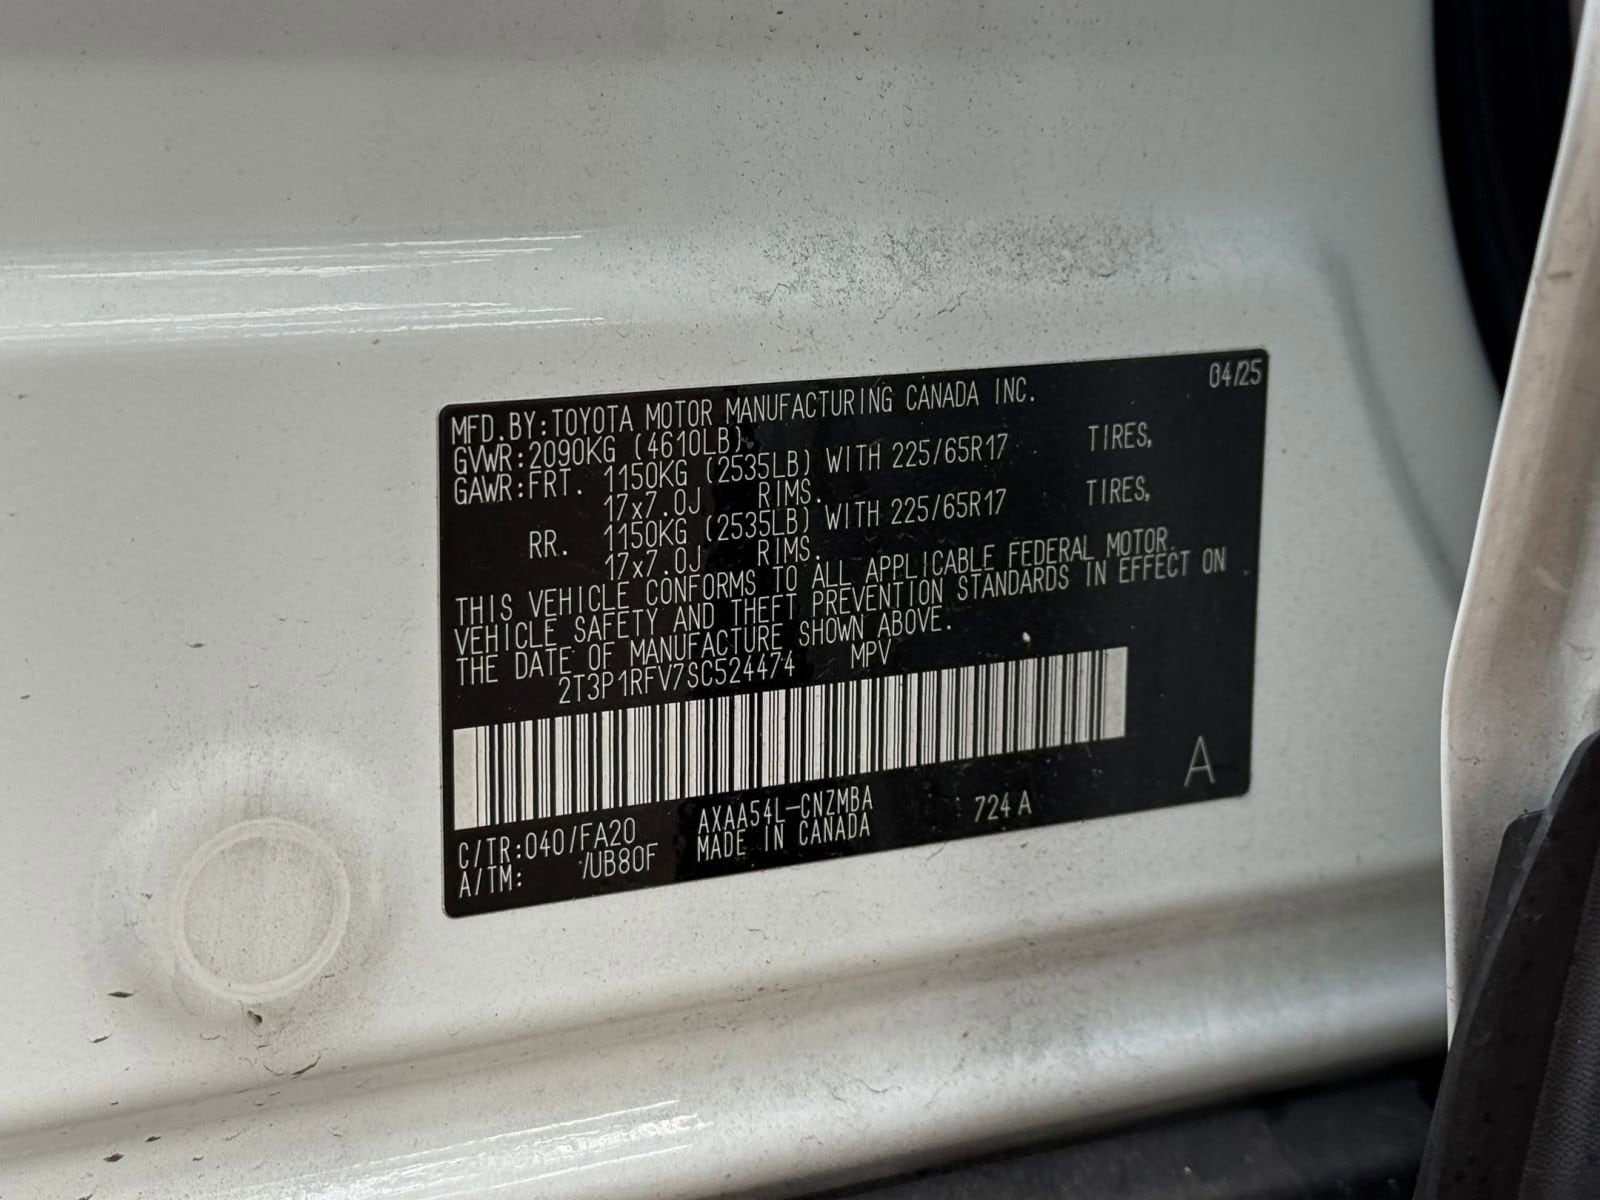 04/25
MFD.BY:TOYOTA MOTOR MANUFACTURING CANADA INC.
GVWR:2090KG (4610LB)
GAWR:FRT. 1150KG (2535LB) WITH 225/65R17 TIRES,
17x7.0J RIMS.
RR. 1150KG (2535LB) WITH 225/65R17 TIRES,
17x7.0J RIMS.
THIS VEHICLE CONFORMS TO ALL APPLICABLE FEDERAL MOTOR
VEHICLE SAFETY AND THEFT PREVENTION STANDARDS IN EFFECT ON
THE DATE OF MANUFACTURE SHOWN ABOVE.
2T3P1RFV7SC524474 MPV
A
C/TR:040/FA20 AXAA54L-CNZMBA 724 A
A/TM: /UB80F MADE IN CANADA